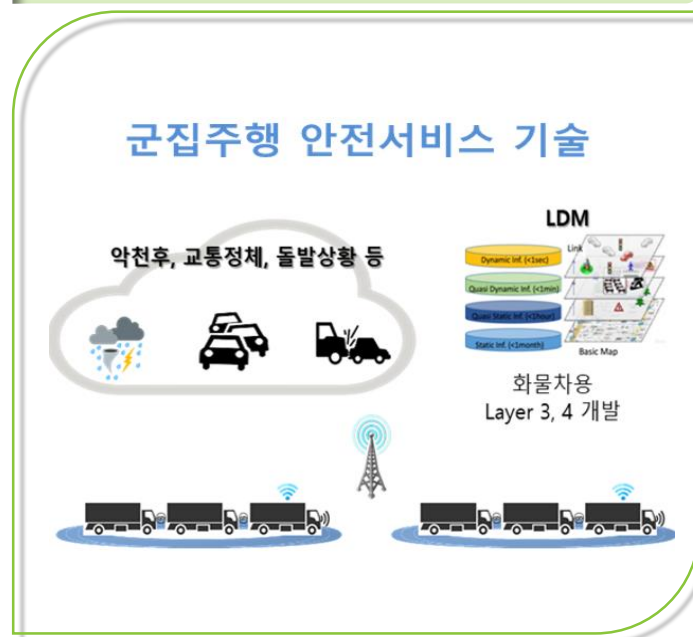 군집주행 안전서비스 기술
악천후, 교통정체, 돌발상황 등
LDM
Link
Dynamic Inf. (<1sec)
Quasi Dynamic Inf. (<1min)
Quasi Static Inf. (<1hour)
Static Inf. (<1month)
Basic Map
화물차용
Layer 3, 4 개발